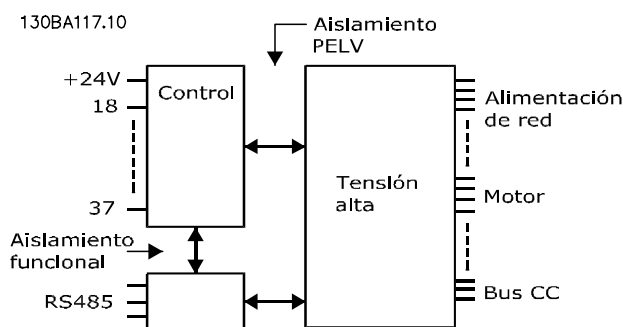 130BA117.10
Aislamiento
PELV
+24V
18
37
Control
Tensión
alta
Alimentación
de red
Motor
Bus CC
Aislamiento
funcional
RS485